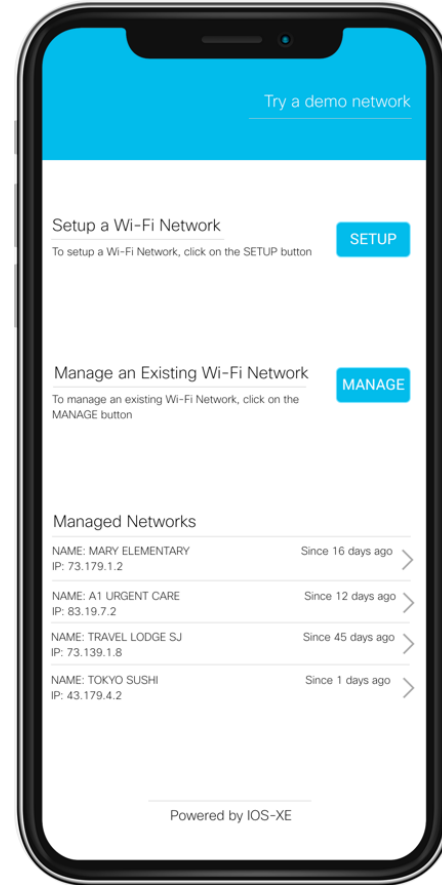 Try a demo network
Setup a Wi-Fi Network
To setup a Wi-Fi Network, click on the SETUP button
SETUP
Manage an Existing Wi-Fi Network
To manage an existing Wi-Fi Network, click on the
MANAGE button
MANAGE
Managed Networks
NAME: MARY ELEMENTARY Since 16 days ago
IP: 73.179.1.2
NAME: A1 URGENT CARE Since 12 days ago
IP: 83.19.7.2
NAME: TRAVEL LODGE SJ Since 45 days ago
IP: 73.139.1.8
NAME: TOKYO SUSHI Since 1 days ago
IP: 43.179.4.2
Powered by IOS-XE